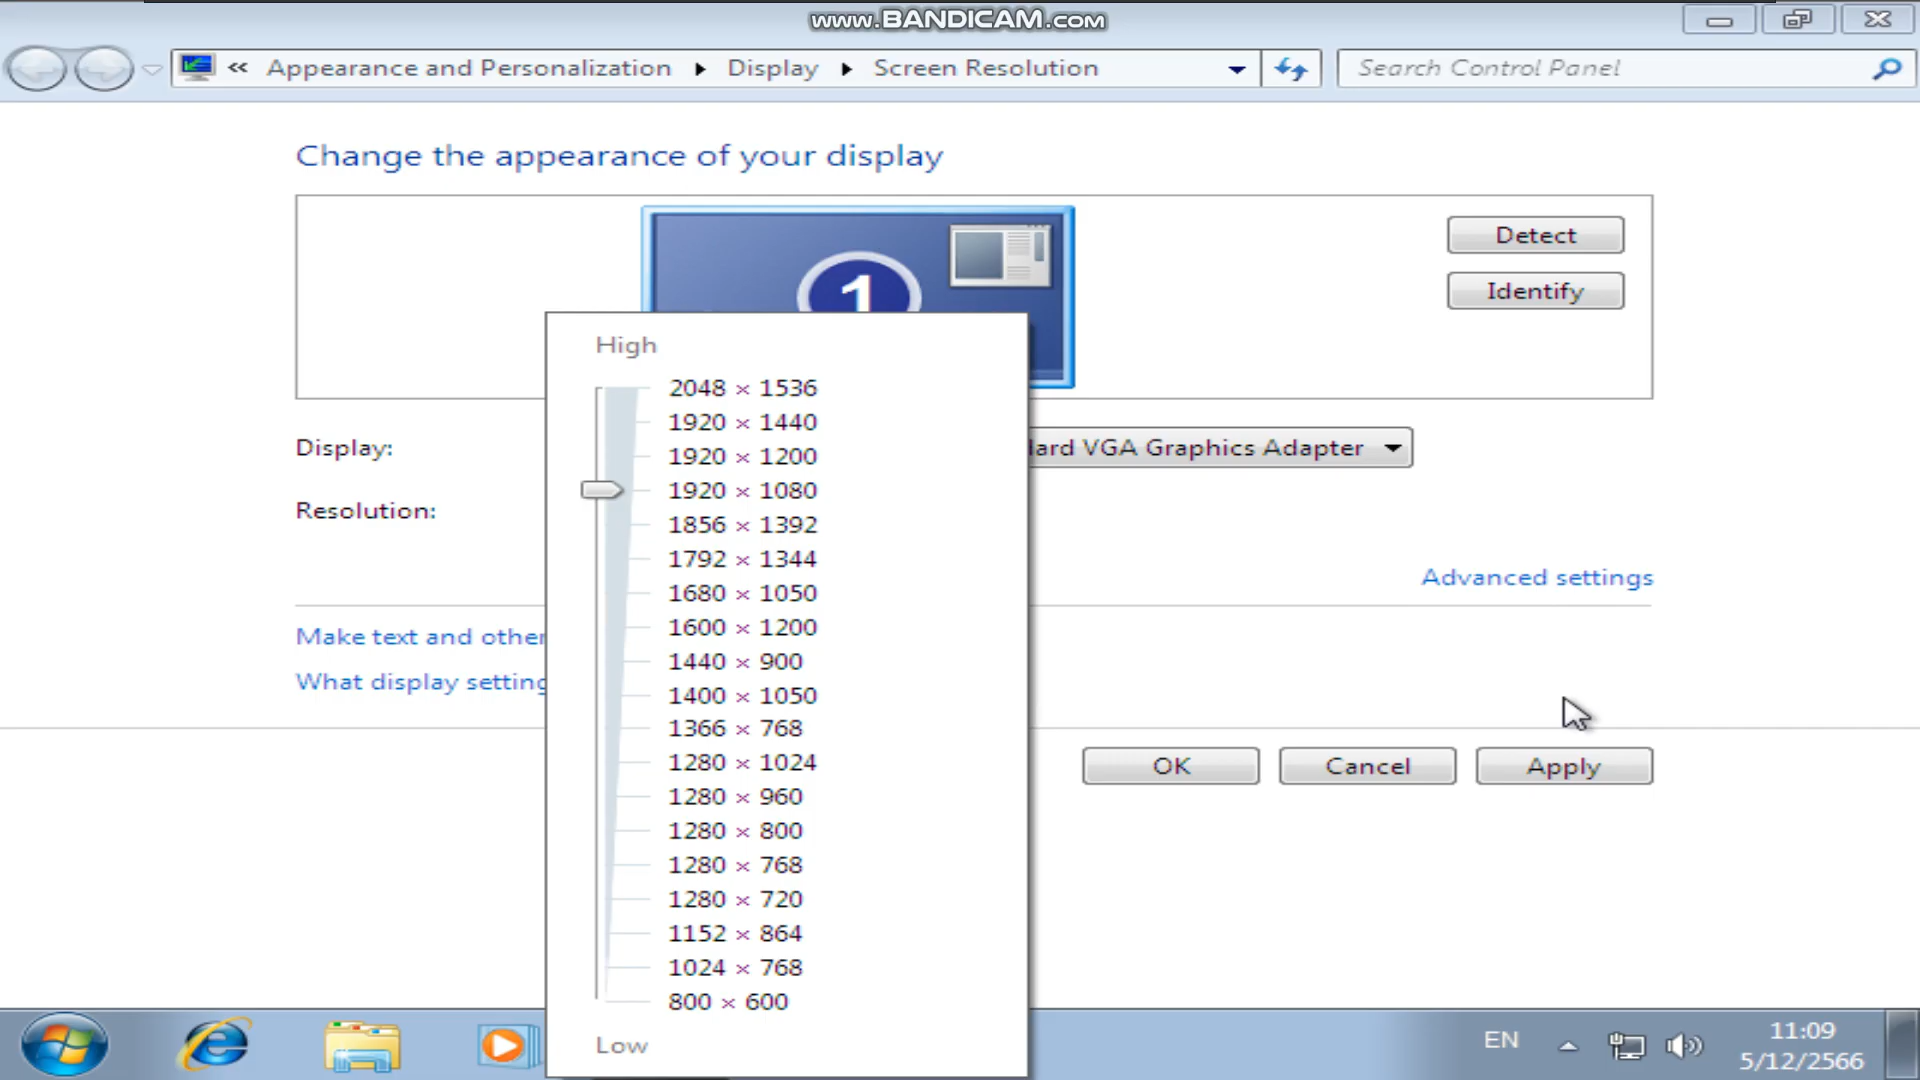 www.BANDICAM.com
« Appearance and Personalization ▸ Display ▸ Screen Resolution
Search Control Panel
Change the appearance of your display
1
Detect
Identify
High
2048 × 1536
1920 × 1440
1920 × 1200
1920 × 1080
1856 × 1392
1792 × 1344
1680 × 1050
1600 × 1200
1440 × 900
1400 × 1050
1366 × 768
1280 × 1024
1280 × 960
1280 × 800
1280 × 768
1280 × 720
1152 × 864
1024 × 768
800 × 600
Low
Display:
VGA Graphics Adapter
Resolution:
Advanced settings
Make text and other
What display
OK
Cancel
Apply
EN
11:09
5/12/2566